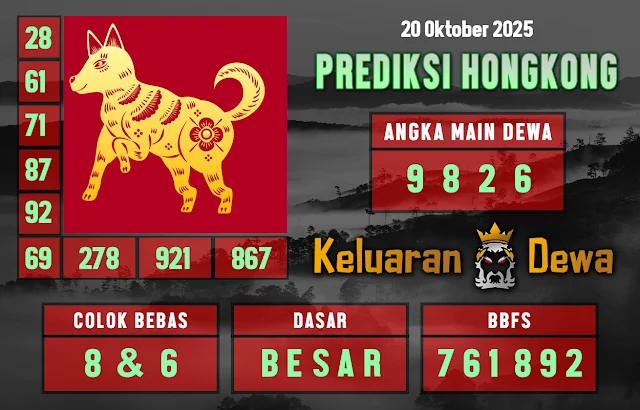 20 Oktober 2025
PREDIKSI HONGKONG
28
61
71
87
92
69 278 921 867
ANGKA MAIN DEWA
9 8 2 6
Keluaran Dewa
COLOK BEBAS
8 & 6
DASAR
BESAR
BBFS
761892